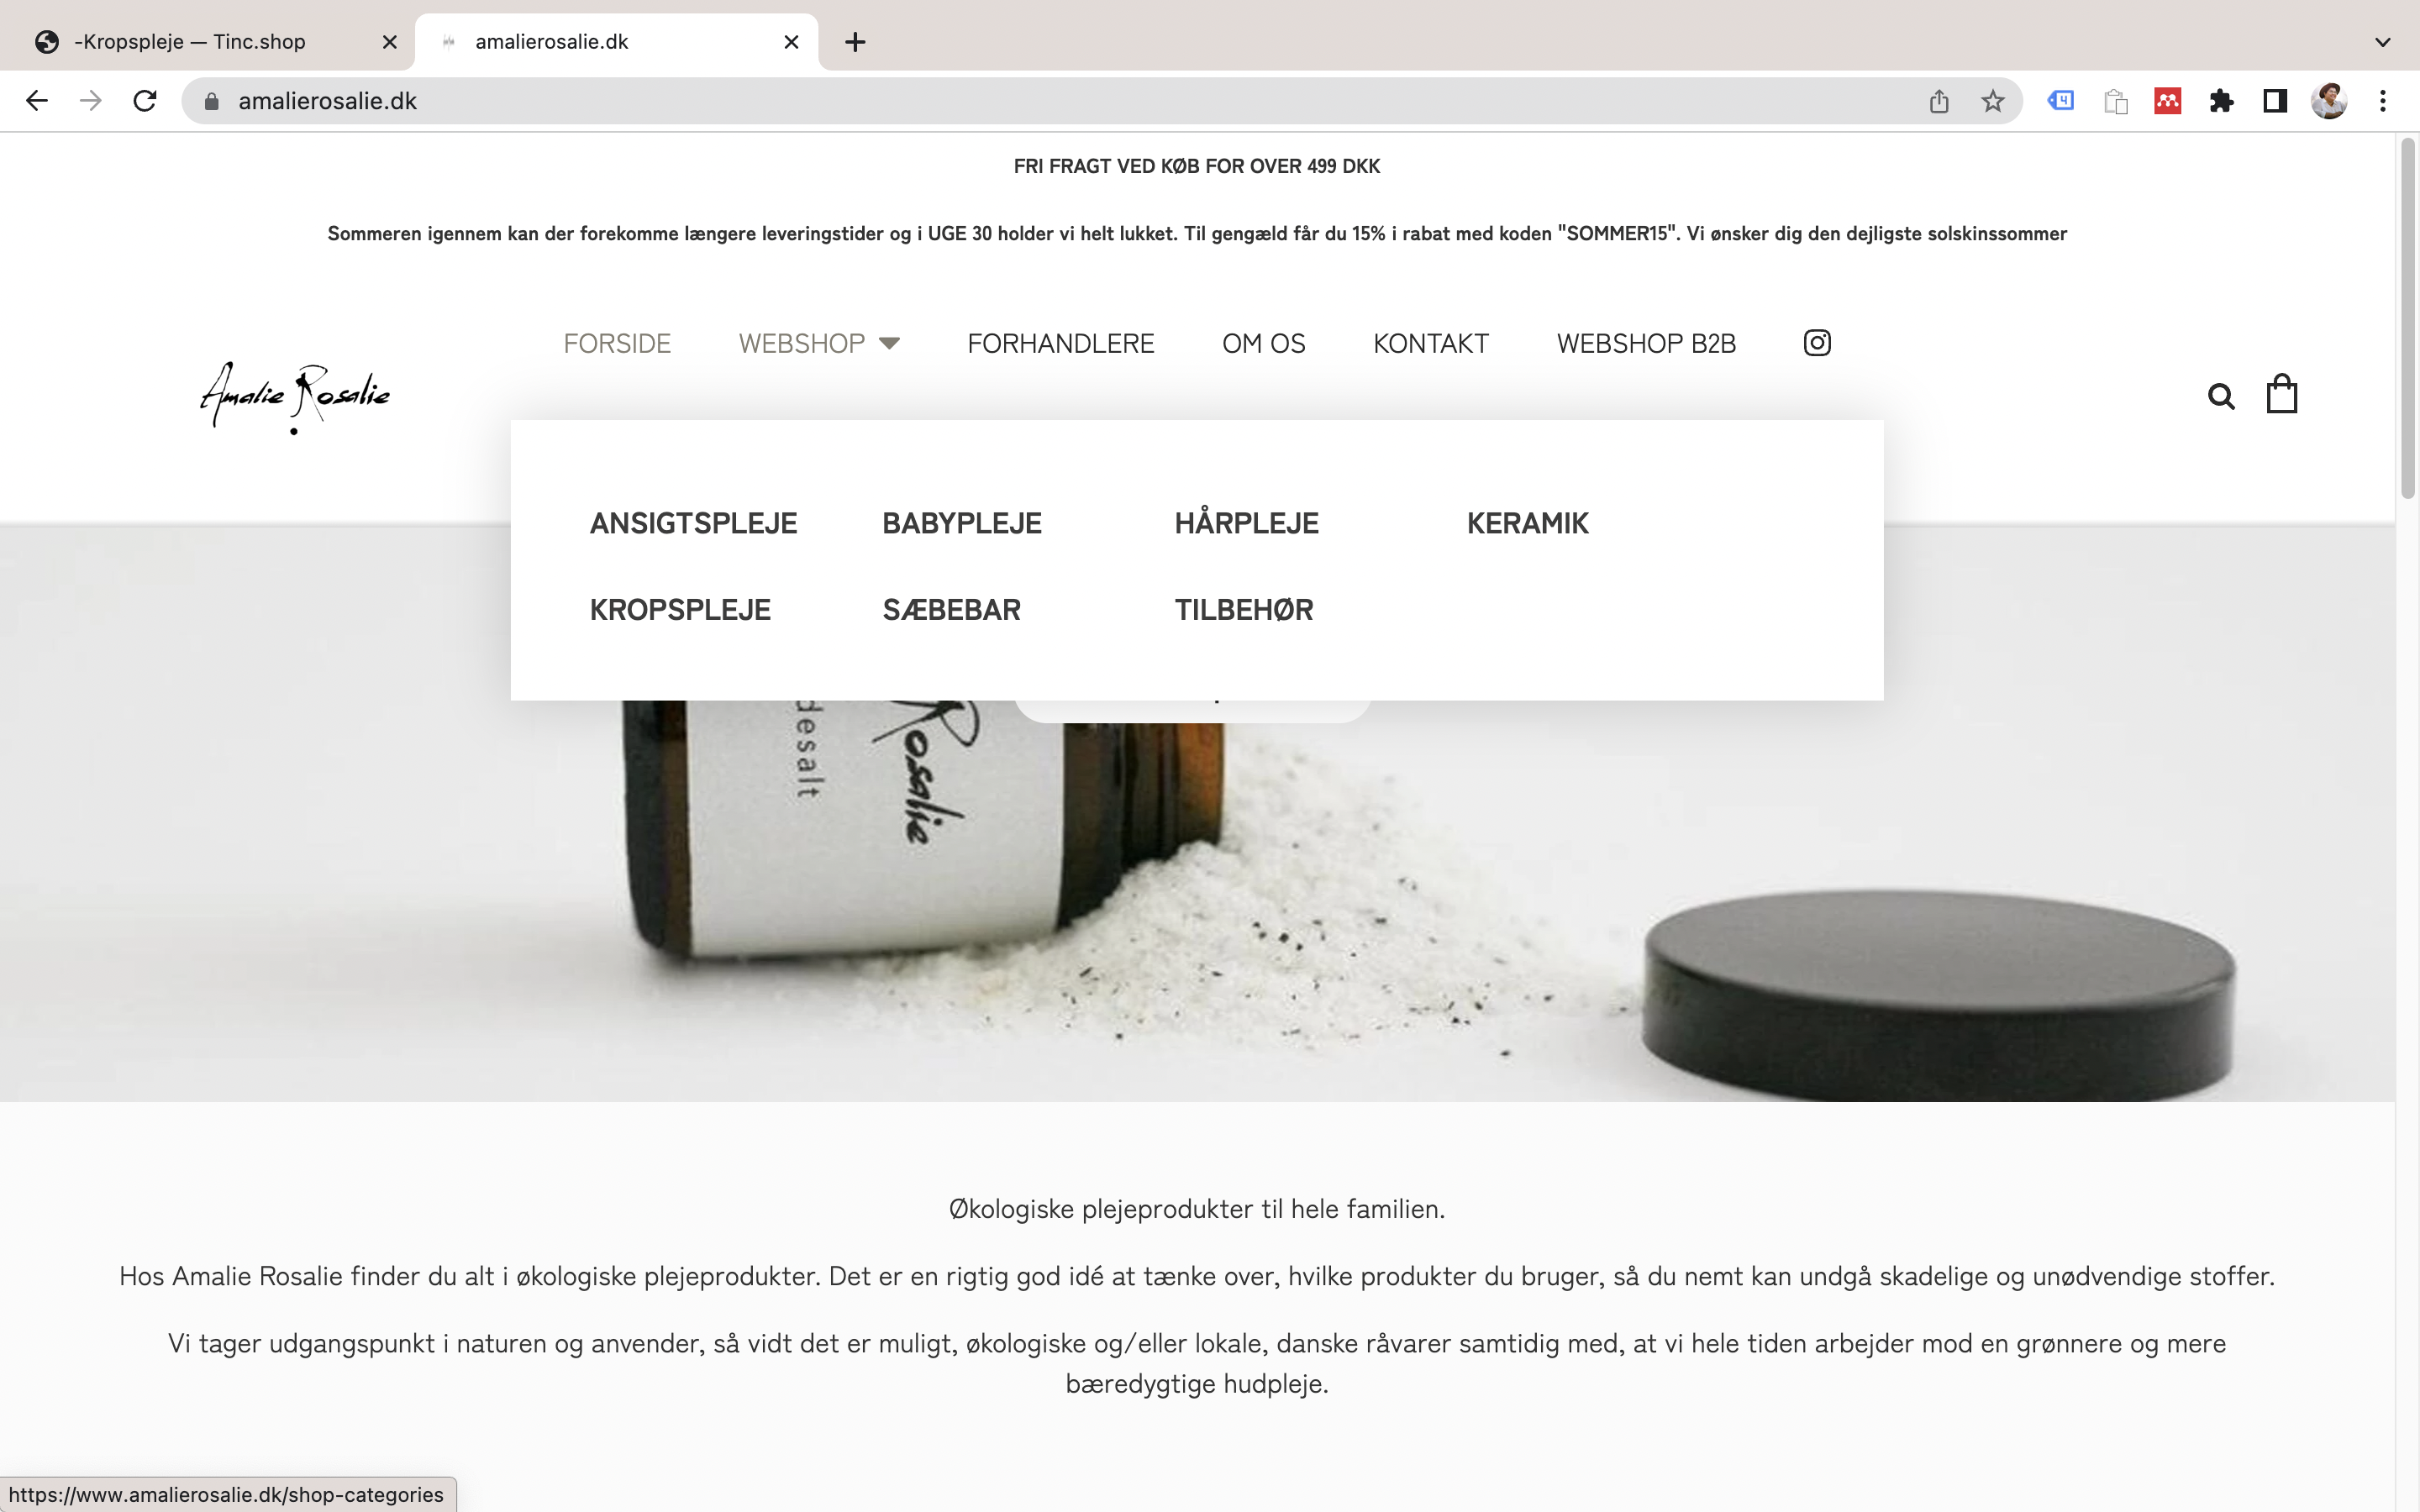 -Kropspleje — Tinc.shop
amalierosalie.dk
amalierosalie.dk
4
FRI FRAGT VED KØB FOR OVER 499 DKK
Sommeren igennem kan der forekomme længere leveringstider og i UGE 30 holder vi helt lukket. Til gengæld får du 15% i rabat med koden "SOMMER15". Vi ønsker dig den dejligste solskinssommer
FORSIDE WEBSHOP FORHANDLERE OM OS KONTAKT WEBSHOP B2B
Amalie Rosalie
ANSIGTSPLEJE BABYPLEJE HÅRPLEJE KERAMIK
KROPSPLEJE SÆBEBAR TILBEHØR
desalt
Rosalie
Økologiske plejeprodukter til hele familien.
Hos Amalie Rosalie finder du alt i økologiske plejeprodukter. Det er en rigtig god idé at tænke over, hvilke produkter du bruger, så du nemt kan undgå skadelige og unødvendige stoffer.
Vi tager udgangspunkt i naturen og anvender, så vidt det er muligt, økologiske og/eller lokale, danske råvarer samtidig med, at vi hele tiden arbejder mod en grønnere og mere
bæredygtige hudpleje.
https://www.amalierosalie.dk/shop-categories